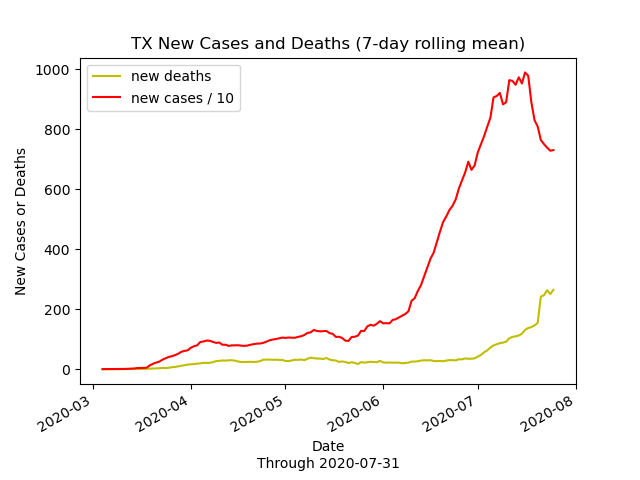 TX New Cases and Deaths (7-day rolling mean)
new deaths
new cases / 10
1000
800
600
400
200
0
New Cases or Deaths
2020-03
2020-04
2020-05
2020-06
2020-07
2020-08
Date
Through 2020-07-31